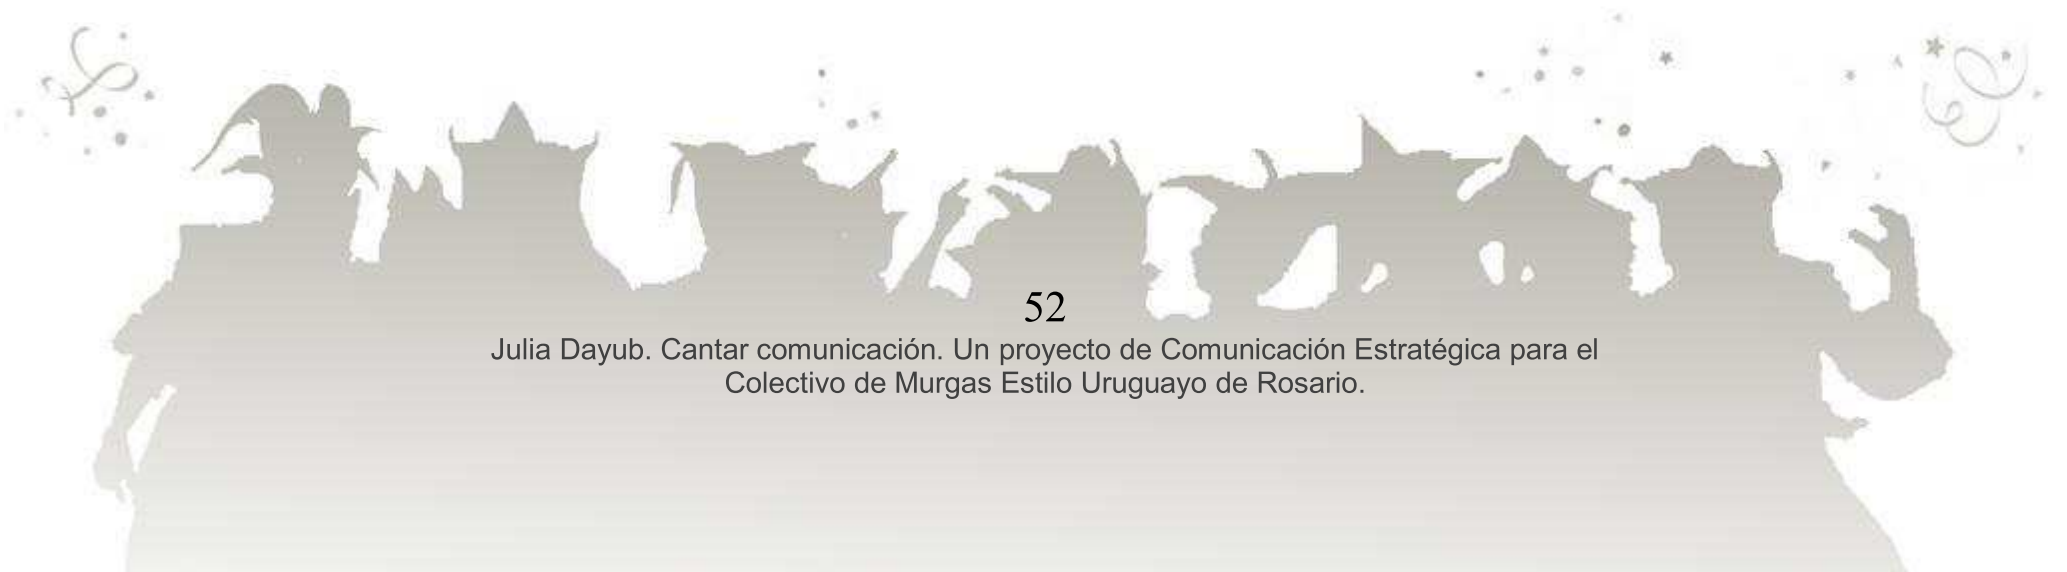 52
Julia Dayub. Cantar comunicación. Un proyecto de Comunicación Estratégica para el
Colectivo de Murgas Estilo Uruguayo de Rosario.